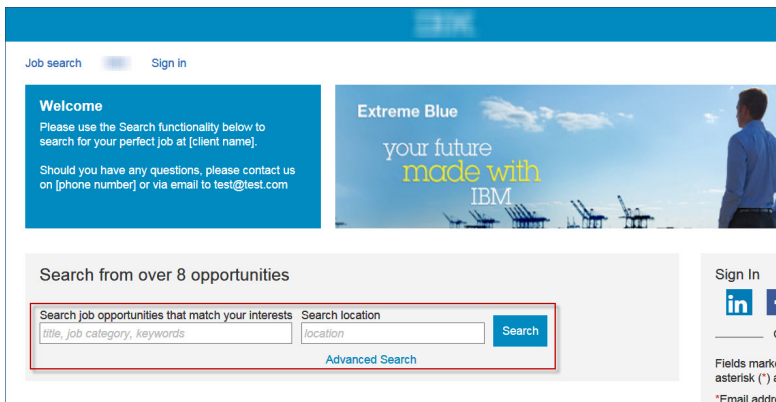 Job search
Sign in
Welcome
Please use the Search functionality below to
search for your perfect job at [client name].
Should you have any questions, please contact us
on [phone number] or via email to test@test.com
Extreme Blue
your future
made with
IBM
Search from over 8 opportunities
Search job opportunities that match your interests Search location
title, job category, keywords location Search
Advanced Search
Sign In
in
Fields mark
asterisk (*) a
*Email addre